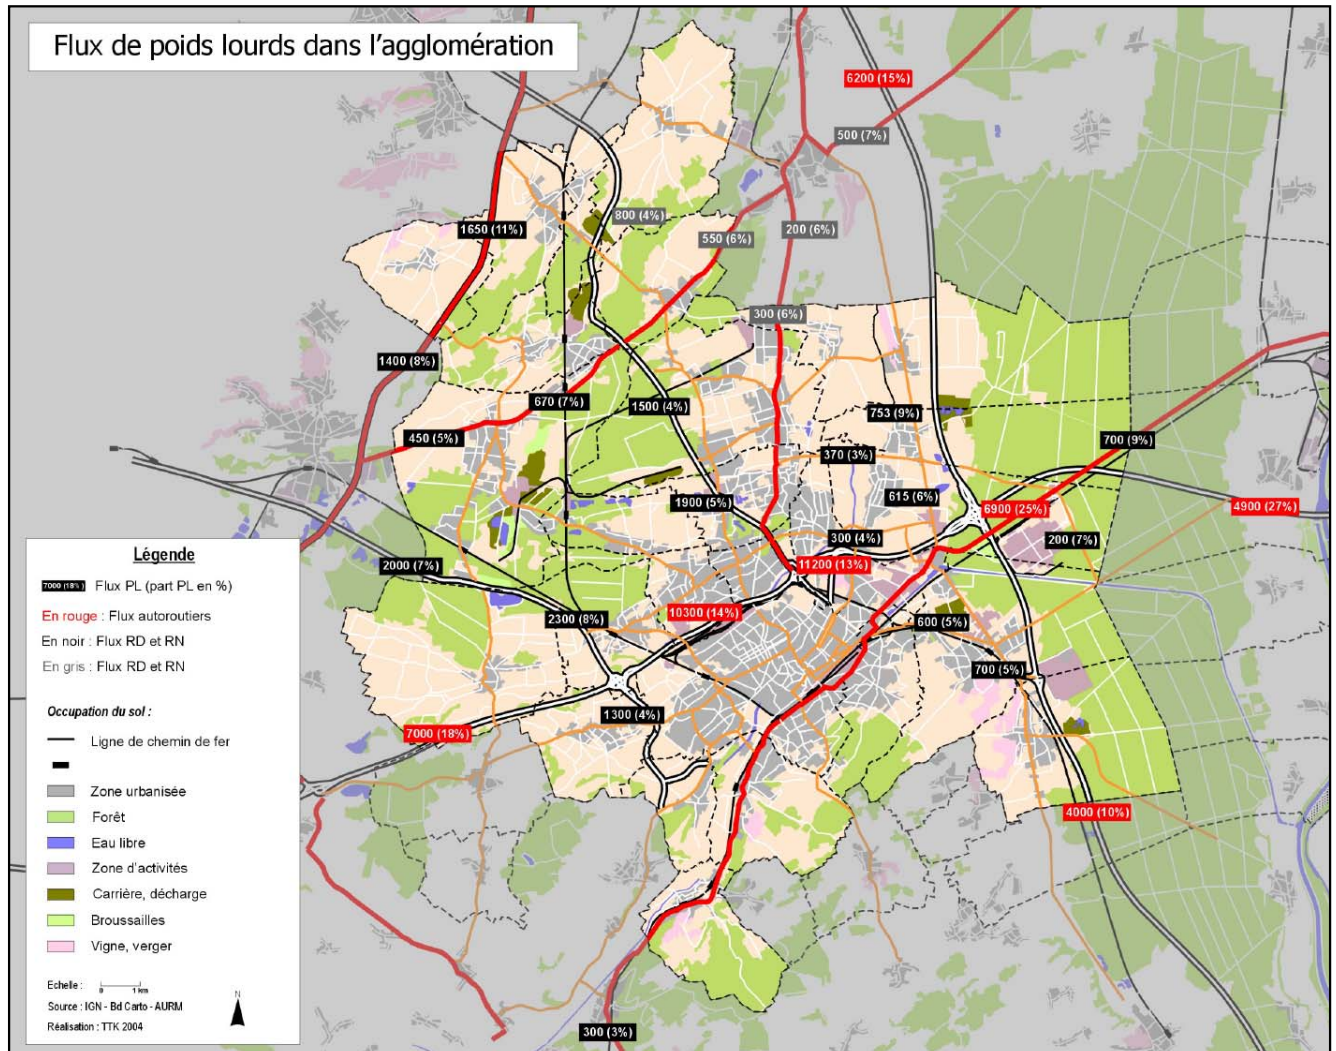 Flux de poids lourds dans l'agglomération
6200 (15%)
500 (7%)
800 (4%)
1650 (11%)
550 (6%)
200 (6%)
300 (6%)
1400 (8%)
670 (7%)
1500 (4%)
753 (9%)
450 (5%)
700 (9%)
370 (3%)
615 (6%)
1900 (5%)
6900 (25%)
4900 (27%)
300 (4%)
200 (7%)
2000 (7%)
11200 (13%)
10300 (14%)
2300 (8%)
600 (5%)
700 (5%)
1300 (4%)
7000 (18%)
4000 (10%)
300 (3%)
Légende
7000 (18%) Flux PL (part PL en %)
En rouge : Flux autoroutiers
En noir : Flux RD et RN
En gris : Flux RD et RN
Occupation du sol :
Ligne de chemin de fer
Zone urbanisée
Forêt
Eau libre
Zone d'activités
Carrière, décharge
Broussailles
Vigne, verger
Echelle : 0 1 km
N
Source : IGN - Bd Carto - AURM
Réalisation : TTK 2004